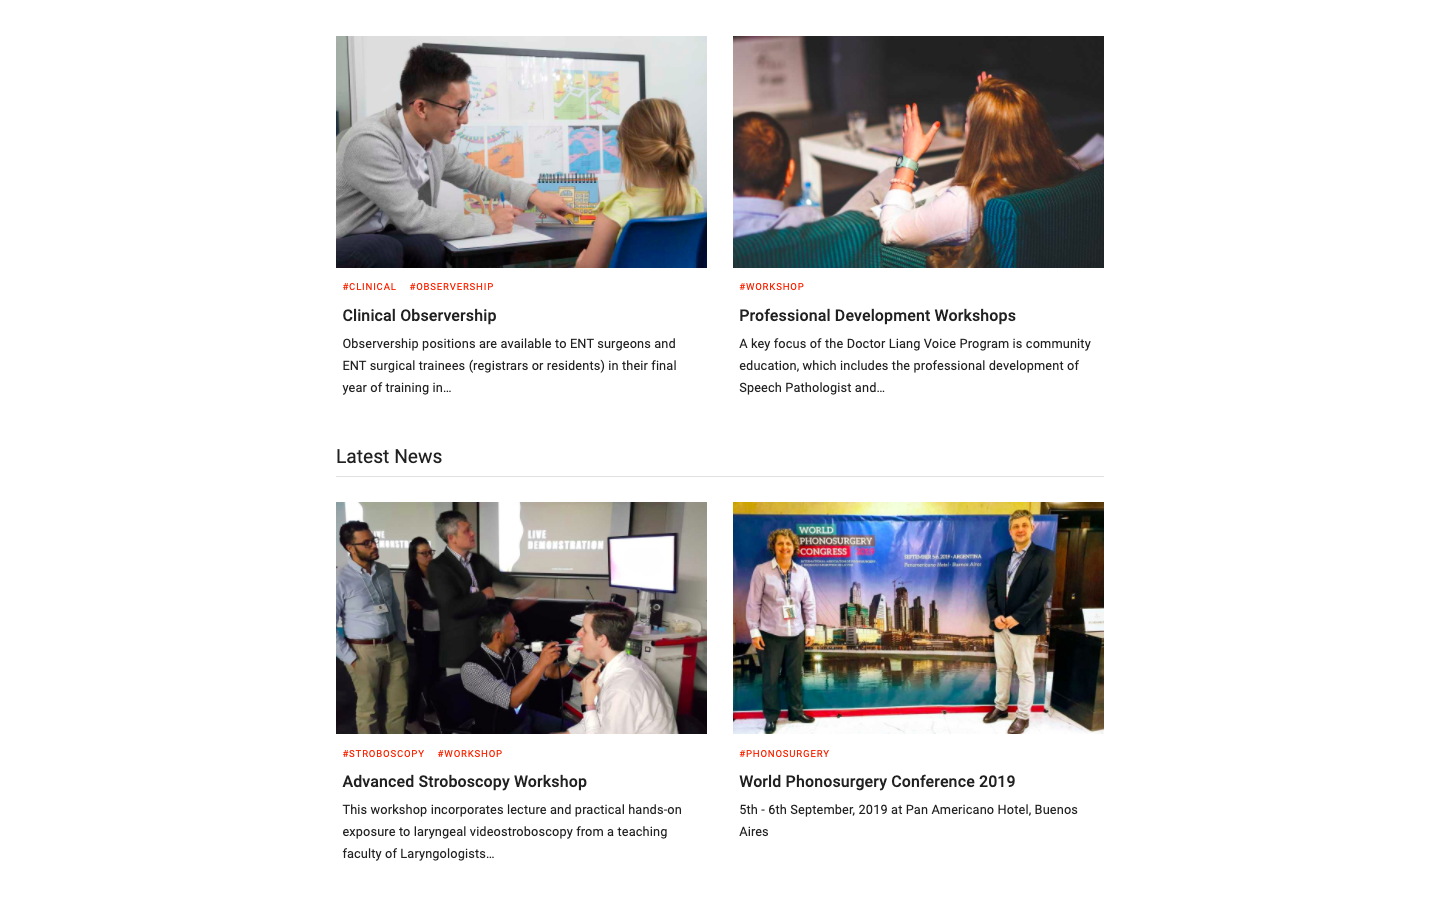 #CLINICAL #OBSERVERSHIP
Clinical Observership
Observership positions are available to ENT surgeons and
ENT surgical trainees (registrars or residents) in their final
year of training in…
#WORKSHOP
Professional Development Workshops
A key focus of the Doctor Liang Voice Program is community
education, which includes the professional development of
Speech Pathologist and…
Latest News
LIVE
DEMONSTRATION
#STROBOSCOPY #WORKSHOP
Advanced Stroboscopy Workshop
This workshop incorporates lecture and practical hands-on
exposure to laryngeal videostroboscopy from a teaching
faculty of Laryngologists…
WORLD
PHONOSURGERY
CONGRESS 2019
#PHONOSURGERY
World Phonosurgery Conference 2019
5th - 6th September, 2019 at Pan Americano Hotel, Buenos
Aires